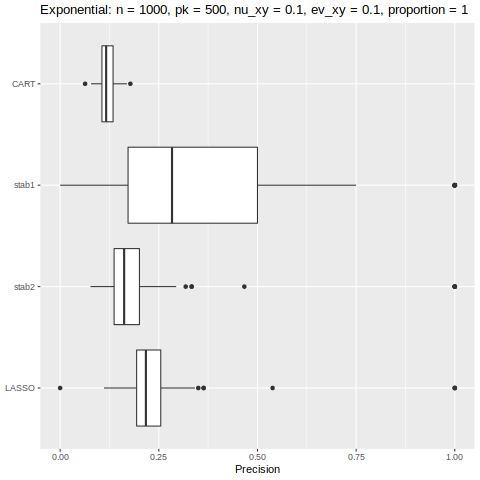 Exponential: n = 1000, pk = 500, nu_xy = 0.1, ev_xy = 0.1, proportion = 1
CART
stab1
stab2
LASSO
0.00 0.25 0.50 0.75 1.00
Precision